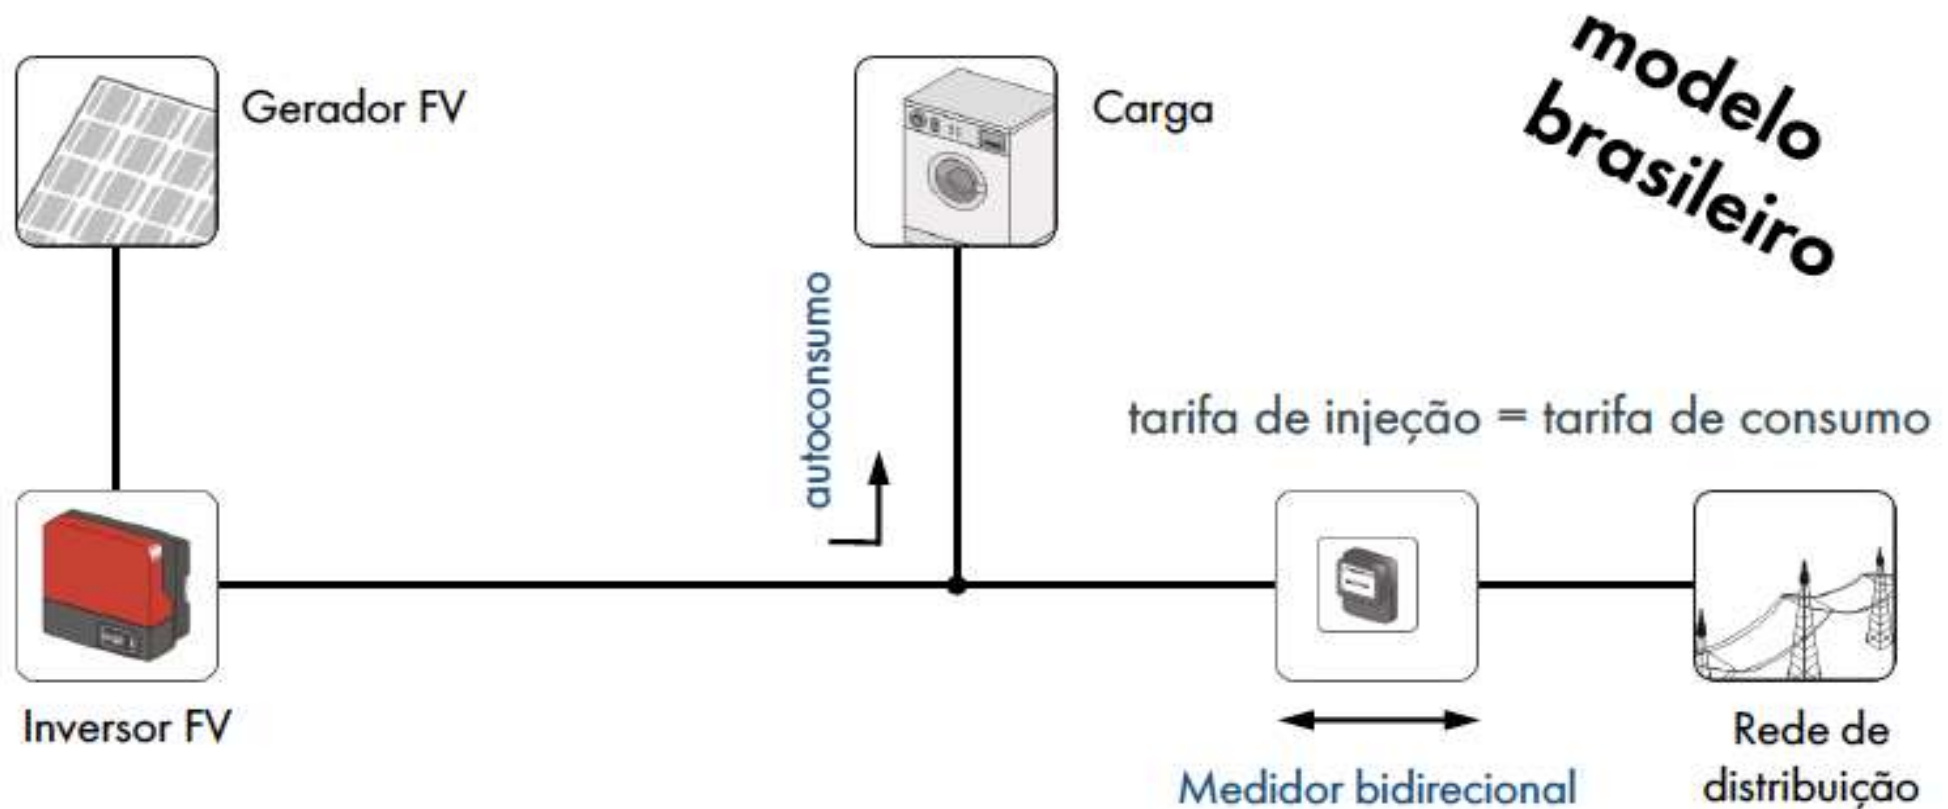 modelo
brasileiro
Gerador FV
Carga
autoconsumo
tarifa de injeção = tarifa de consumo
Inversor FV
Medidor bidirecional
Rede de
distribuição